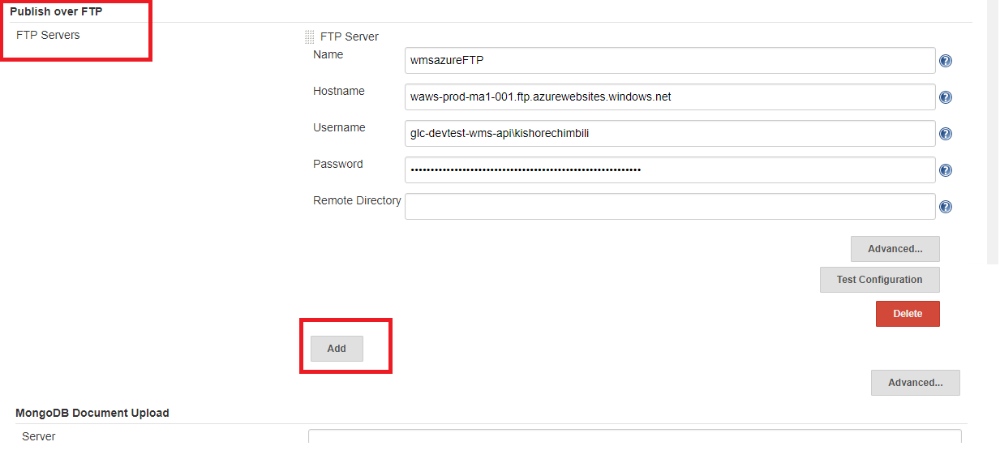 Publish over FTP
FTP Servers
FTP Server
Name
wmsazureFTP
Hostname
waws-prod-ma1-001.ftp.azurewebsites.windows.net
Username
glc-devtest-wms-api\kishorechimbili
Password
Remote Directory
Advanced...
Test Configuration
Delete
Add
Advanced...
MongoDB Document Upload
Server